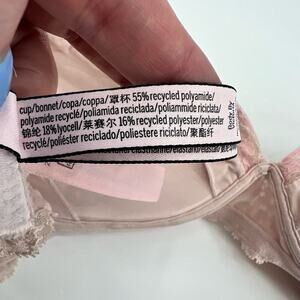 cup/bonnet/copa/coppa/罩杯 55% recycled polyamide/
polyamide recyclé/poliamida reciclada/poliammide riciclata/
锦纶 18% lyocell/莱赛尔 16% recycled polyester/polyester
recyclé/poliéster reciclado/poliestere riciclato/聚酯纤